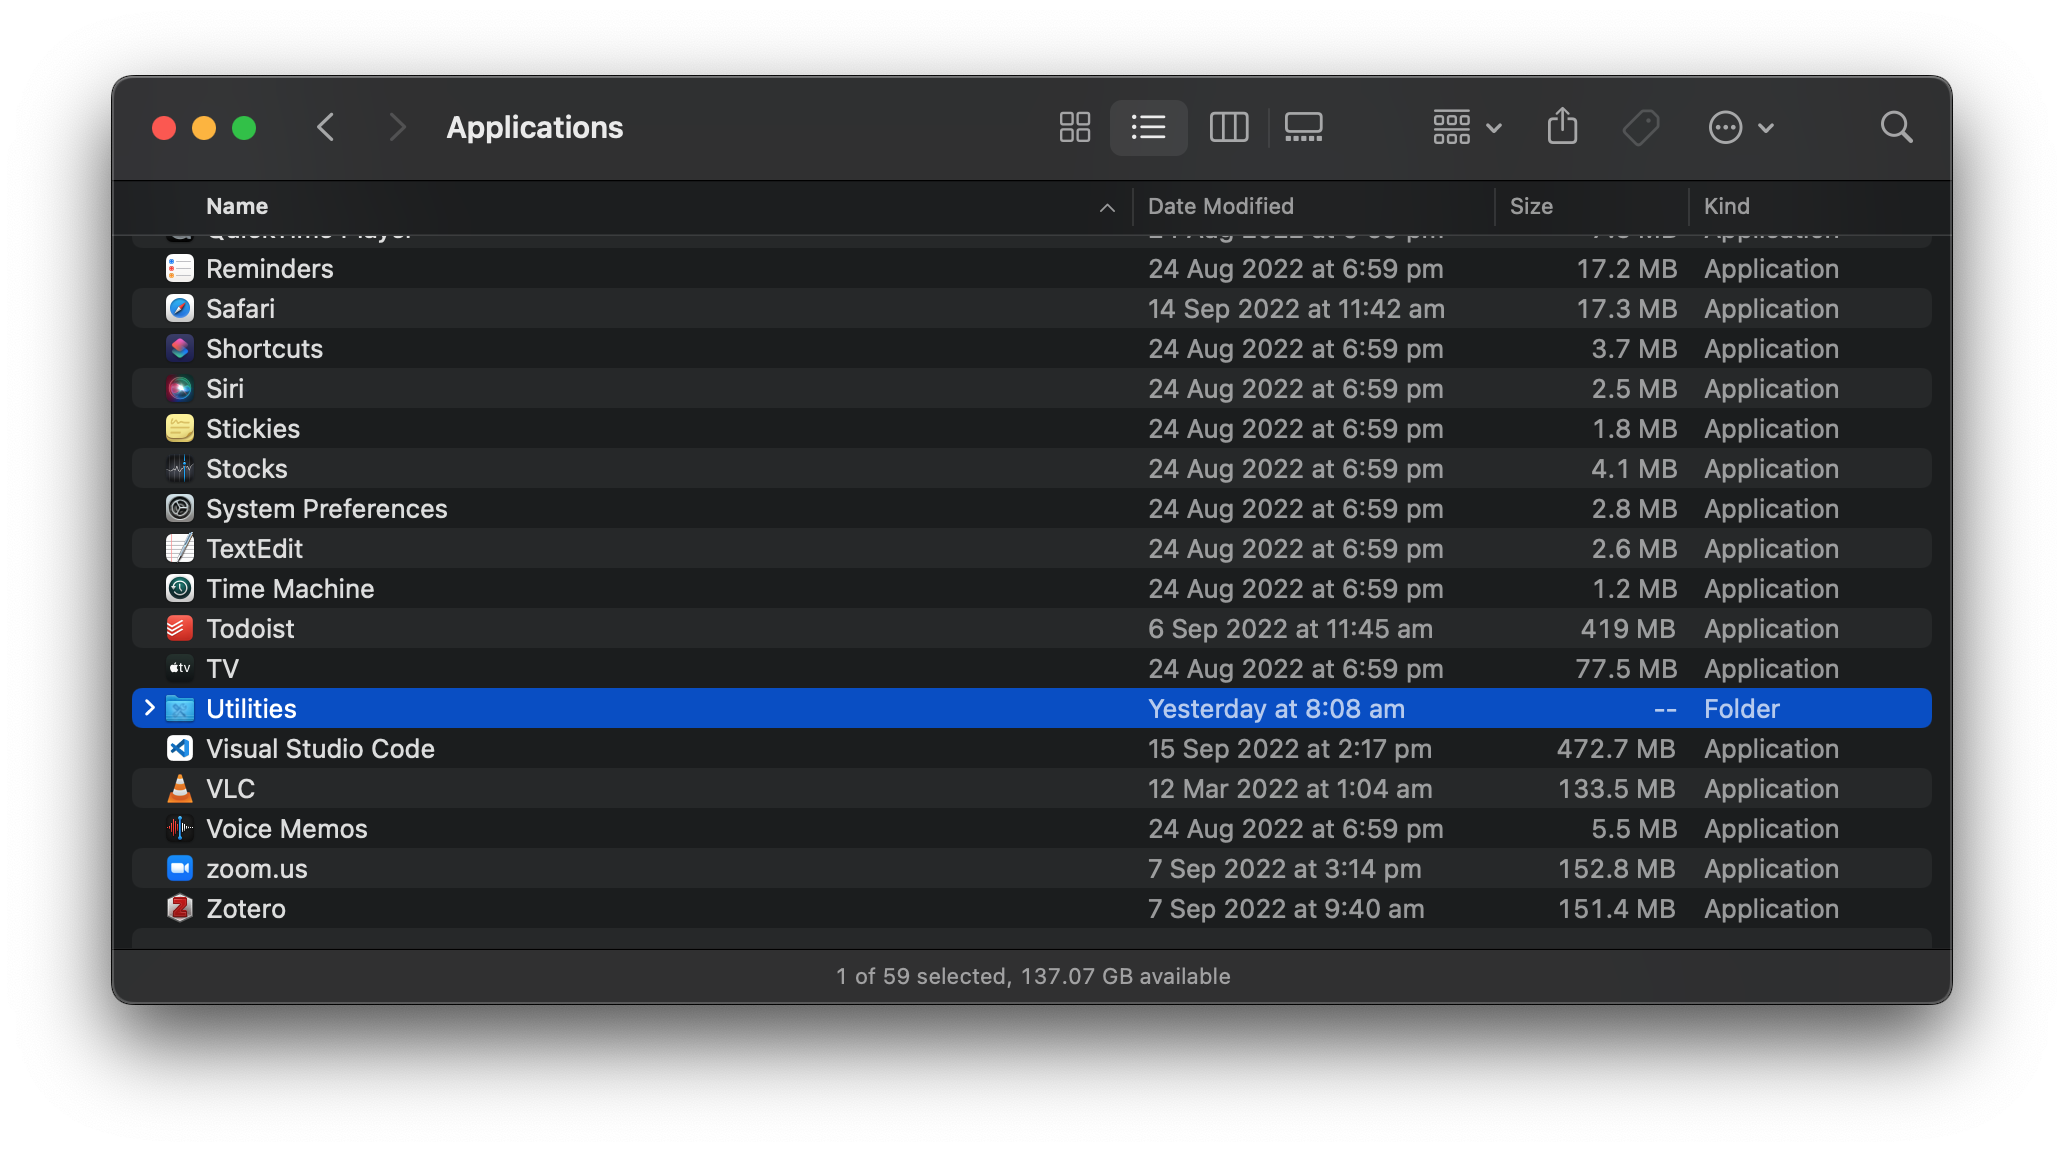 Applications
Name Date Modified Size Kind
Reminders 24 Aug 2022 at 6:59 pm 17.2 MB Application
Safari 14 Sep 2022 at 11:42 am 17.3 MB Application
Shortcuts 24 Aug 2022 at 6:59 pm 3.7 MB Application
Siri 24 Aug 2022 at 6:59 pm 2.5 MB Application
Stickies 24 Aug 2022 at 6:59 pm 1.8 MB Application
Stocks 24 Aug 2022 at 6:59 pm 4.1 MB Application
System Preferences 24 Aug 2022 at 6:59 pm 2.8 MB Application
TextEdit 24 Aug 2022 at 6:59 pm 2.6 MB Application
Time Machine 24 Aug 2022 at 6:59 pm 1.2 MB Application
Todoist 6 Sep 2022 at 11:45 am 419 MB Application
tv TV 24 Aug 2022 at 6:59 pm 77.5 MB Application
Utilities Yesterday at 8:08 am -- Folder
Visual Studio Code 15 Sep 2022 at 2:17 pm 472.7 MB Application
VLC 12 Mar 2022 at 1:04 am 133.5 MB Application
Voice Memos 24 Aug 2022 at 6:59 pm 5.5 MB Application
zoom.us 7 Sep 2022 at 3:14 pm 152.8 MB Application
Z Zotero 7 Sep 2022 at 9:40 am 151.4 MB Application
1 of 59 selected, 137.07 GB available